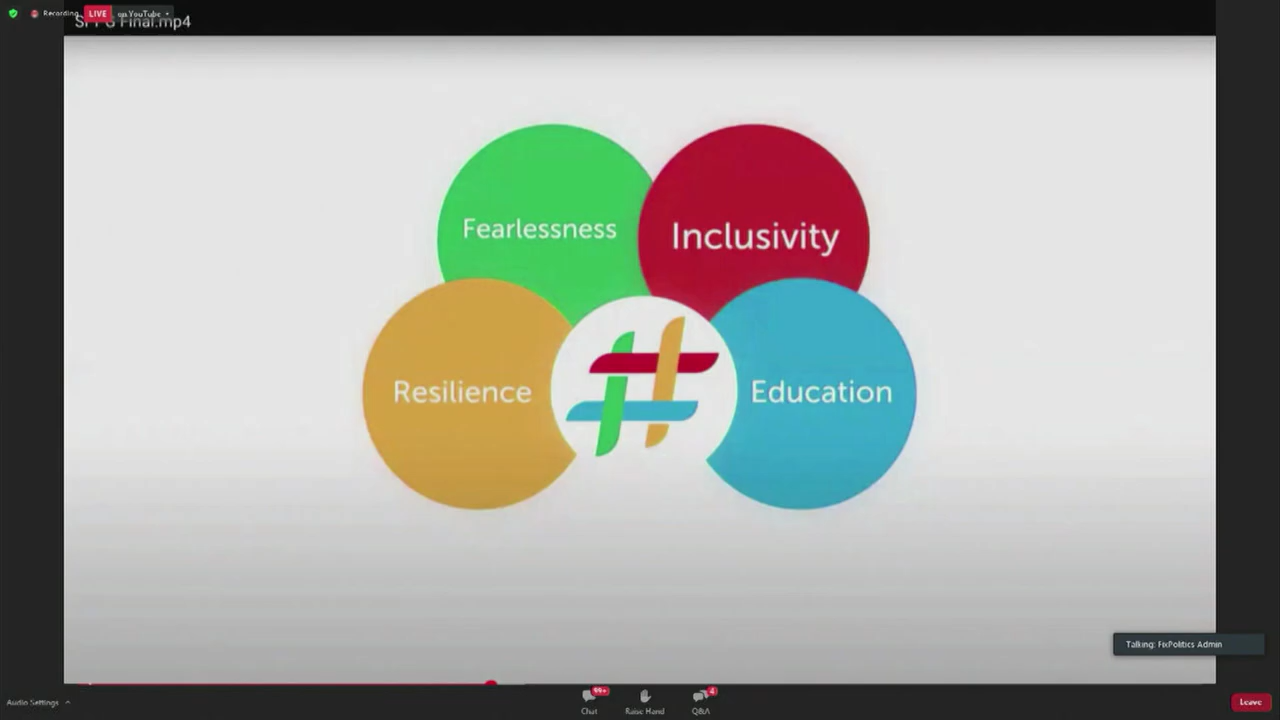 Recording
LIVE
on YouTube
SPPG Final.mp4
Fearlessness
Inclusivity
Resilience
#
Education
Talking: FixPolitics Admin
Audio Settings
99+
Chat
Raise Hand
4
Q&A
Leave